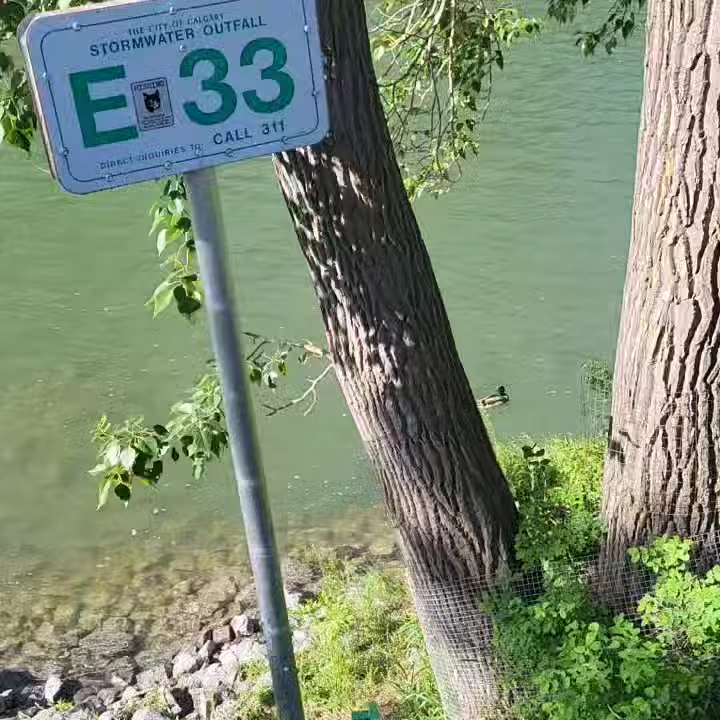 THE CITY OF CALGARY
STORMWATER OUTFALL
E 33
DIRECT INQUIRIES TO: CALL 311